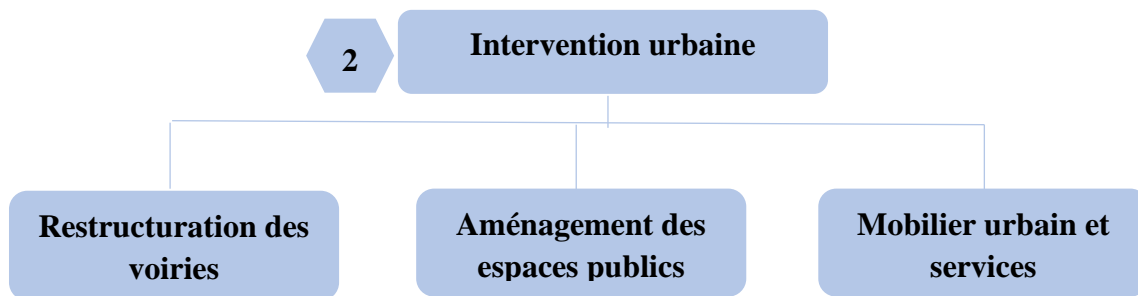 2
Intervention urbaine
Restructuration des
voiries
Aménagement des
espaces publics
Mobilier urbain et
services